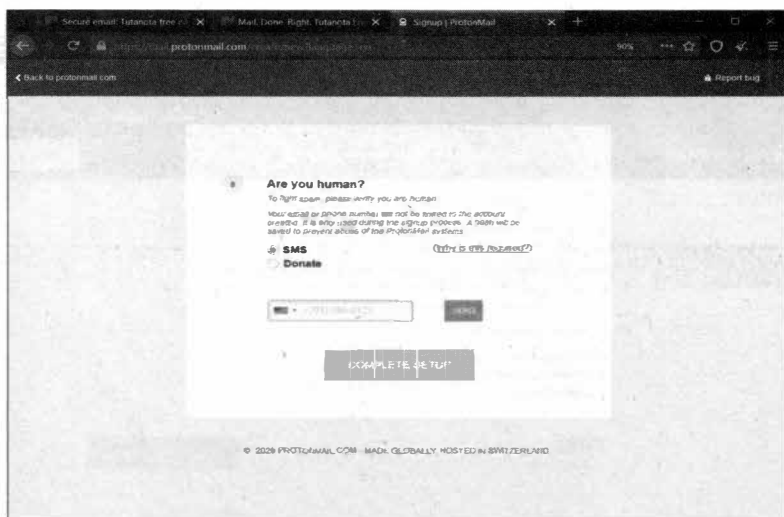 Secure email: Tutanota free
Mail. Done. Right. Tutanota
Signup | ProtonMail
protonmail.com
90%
Back to protonmail.com
Report bug
Are you human?
To fight spam, please verify you are human.
Your email or phone number will not be linked to the account
created. It is only used during the signup process. A hash will be
saved to prevent abuse of the ProtonMail systems.
SMS (Why is this required?)
Donate
SEND
COMPLETE SETUP
© 2020 PROTONMAIL.COM - MADE GLOBALLY, HOSTED IN SWITZERLAND